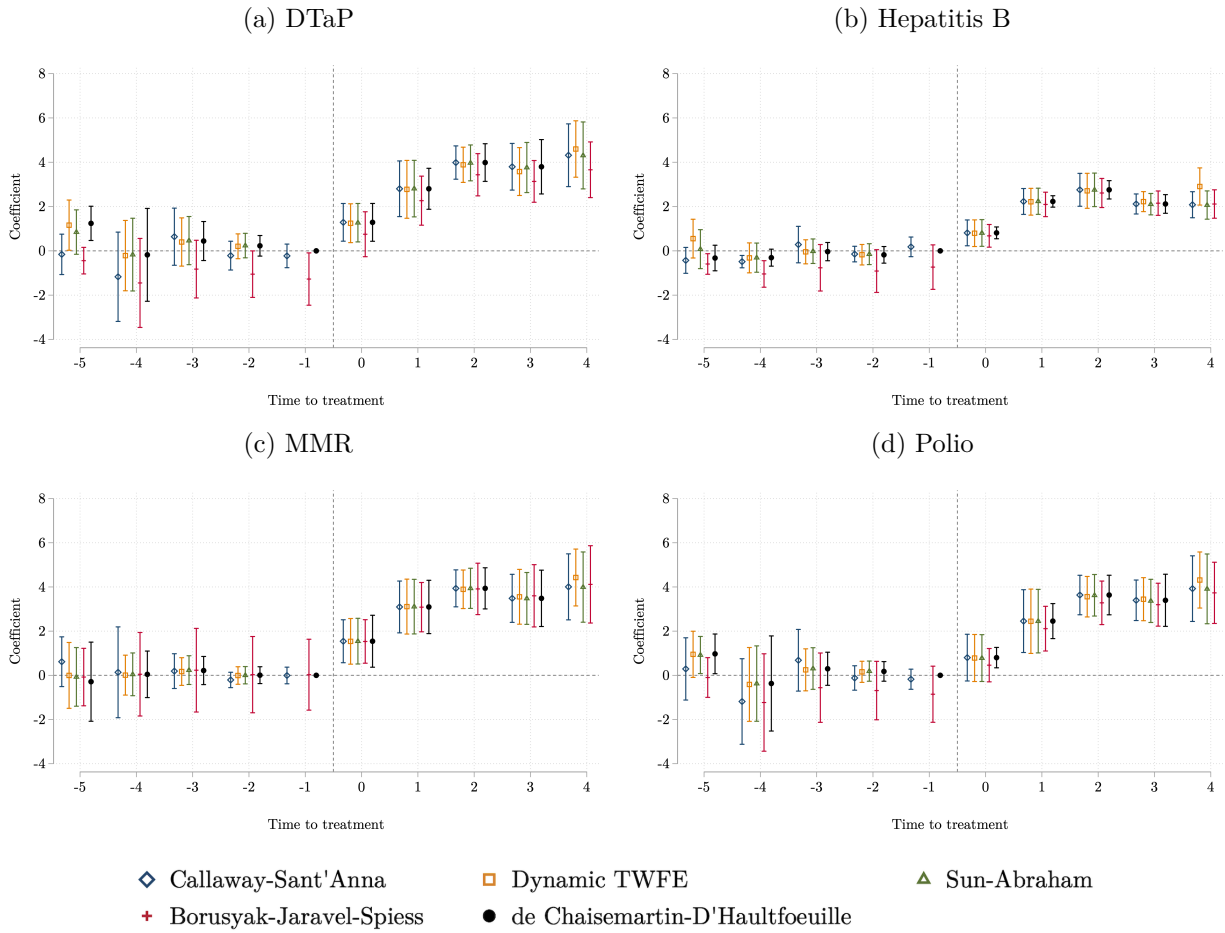 (a) DTaP
8
6
4
2
0
-2
-4
Coefficient
-5 -4 -3 -2 -1 0 1 2 3 4
Time to treatment
(b) Hepatitis B
8
6
4
2
0
-2
-4
Coefficient
-5 -4 -3 -2 -1 0 1 2 3 4
Time to treatment
(c) MMR
8
6
4
2
0
-2
-4
Coefficient
-5 -4 -3 -2 -1 0 1 2 3 4
Time to treatment
(d) Polio
8
6
4
2
0
-2
-4
Coefficient
-5 -4 -3 -2 -1 0 1 2 3 4
Time to treatment
Callaway-Sant'Anna Dynamic TWFE Sun-Abraham
Borusyak-Jaravel-Spiess de Chaisemartin-D'Haultfoeuille